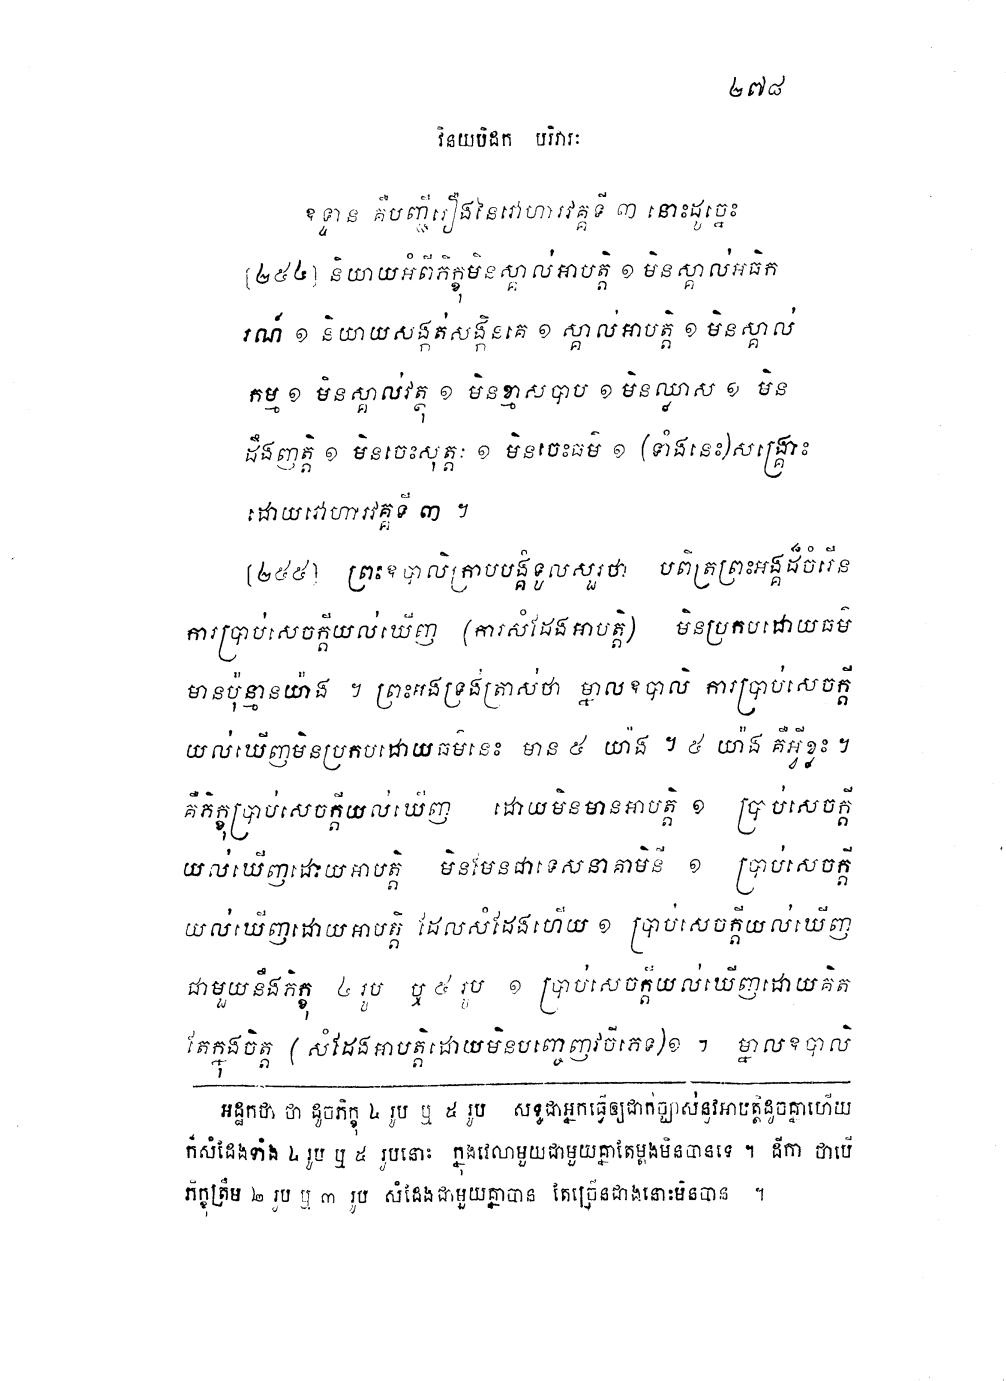 ២៧៨
វិនយបិដក បរិវារៈ
ឧទ្ទាន គឺបញ្ជីរឿងនៃវោហារវគ្គទី ៣ នោះដូច្នេះ
[២៥៤] និយាយអំពីភិក្ខុមិនស្គាល់អាបត្តិ ១ មិនស្គាល់អធិក
រណ៍ ១ និយាយសង្កត់សង្កិនគេ ១ ស្គាល់អាបត្តិ ១ មិនស្គាល់
កម្ម ១ មិនស្គាល់វត្ថុ ១ មិនខ្មាសបាប ១ មិនឈ្លាស ១ មិន
ដឹងញត្តិ ១ មិនចេះសុត្តៈ ១ មិនចេះធម៌ ១ (ទាំងនេះ)សង្គ្រោះ
ដោយវោហារវគ្គទី ៣ ។
[២៥៥] ព្រះឧបាលិក្រាបបង្គំទូលសួរថា បពិត្រព្រះអង្គដ៏ចំរើន
ការប្រាប់សេចក្តីយល់ឃើញ (ការសំដែងអាបត្តិ) មិនប្រកបដោយធម៌
មានប៉ុន្មានយ៉ាង ។ ព្រះអងទ្រង់ត្រាស់ថា ម្នាលឧបាលិ ការប្រាប់សេចក្តី
យល់ឃើញមិនប្រកបដោយធម៌នេះ មាន ៥ យ៉ាង ។ ៥ យ៉ាង គឺអ្វីខ្លះ ។
គឺភិក្ខុប្រាប់សេចក្តីយល់ឃើញ ដោយមិនមានអាបត្តិ ១ ប្រាប់សេចក្តី
យល់ឃើញដោយអាបត្តិ មិនមែនជាទេសនាគាមិនី ១ ប្រាប់សេចក្តី
យល់ឃើញដោយអាបត្តិ ដែលសំដែងហើយ ១ ប្រាប់សេចក្តីយល់ឃើញ
ជាមួយនឹងភិក្ខុ ៤ រូប ឬ ៥ រូប ១ ប្រាប់សេចក្តីយល់ឃើញដោយគិត
តែក្នុងចិត្ត (សំដែងអាបត្តិដោយមិនបញ្ចេញវចីភេទ)១ ។ ម្នាលឧបាលិ
អដ្ឋកថា ថា ដូចភិក្ខុ ៤ រូប ឬ ៥ រូប សទ្ធជាអ្នកធ្វើឲ្យដាក់ច្បាស់នូវអាបត្តិដូចគ្នាហើយ
ក៏សំដែងទាំង ៤ រូប ឬ ៥ រូបនោះ ក្នុងវេលាមួយជាមួយគ្នាតែម្តងមិនបានទេ ។ ដីកា ថាបើ
ភិក្ខុត្រឹម ២ រូប ឬ ៣ រូប សំដែងជាមួយគ្នាបាន តែច្រើនជាងនោះមិនបាន ។